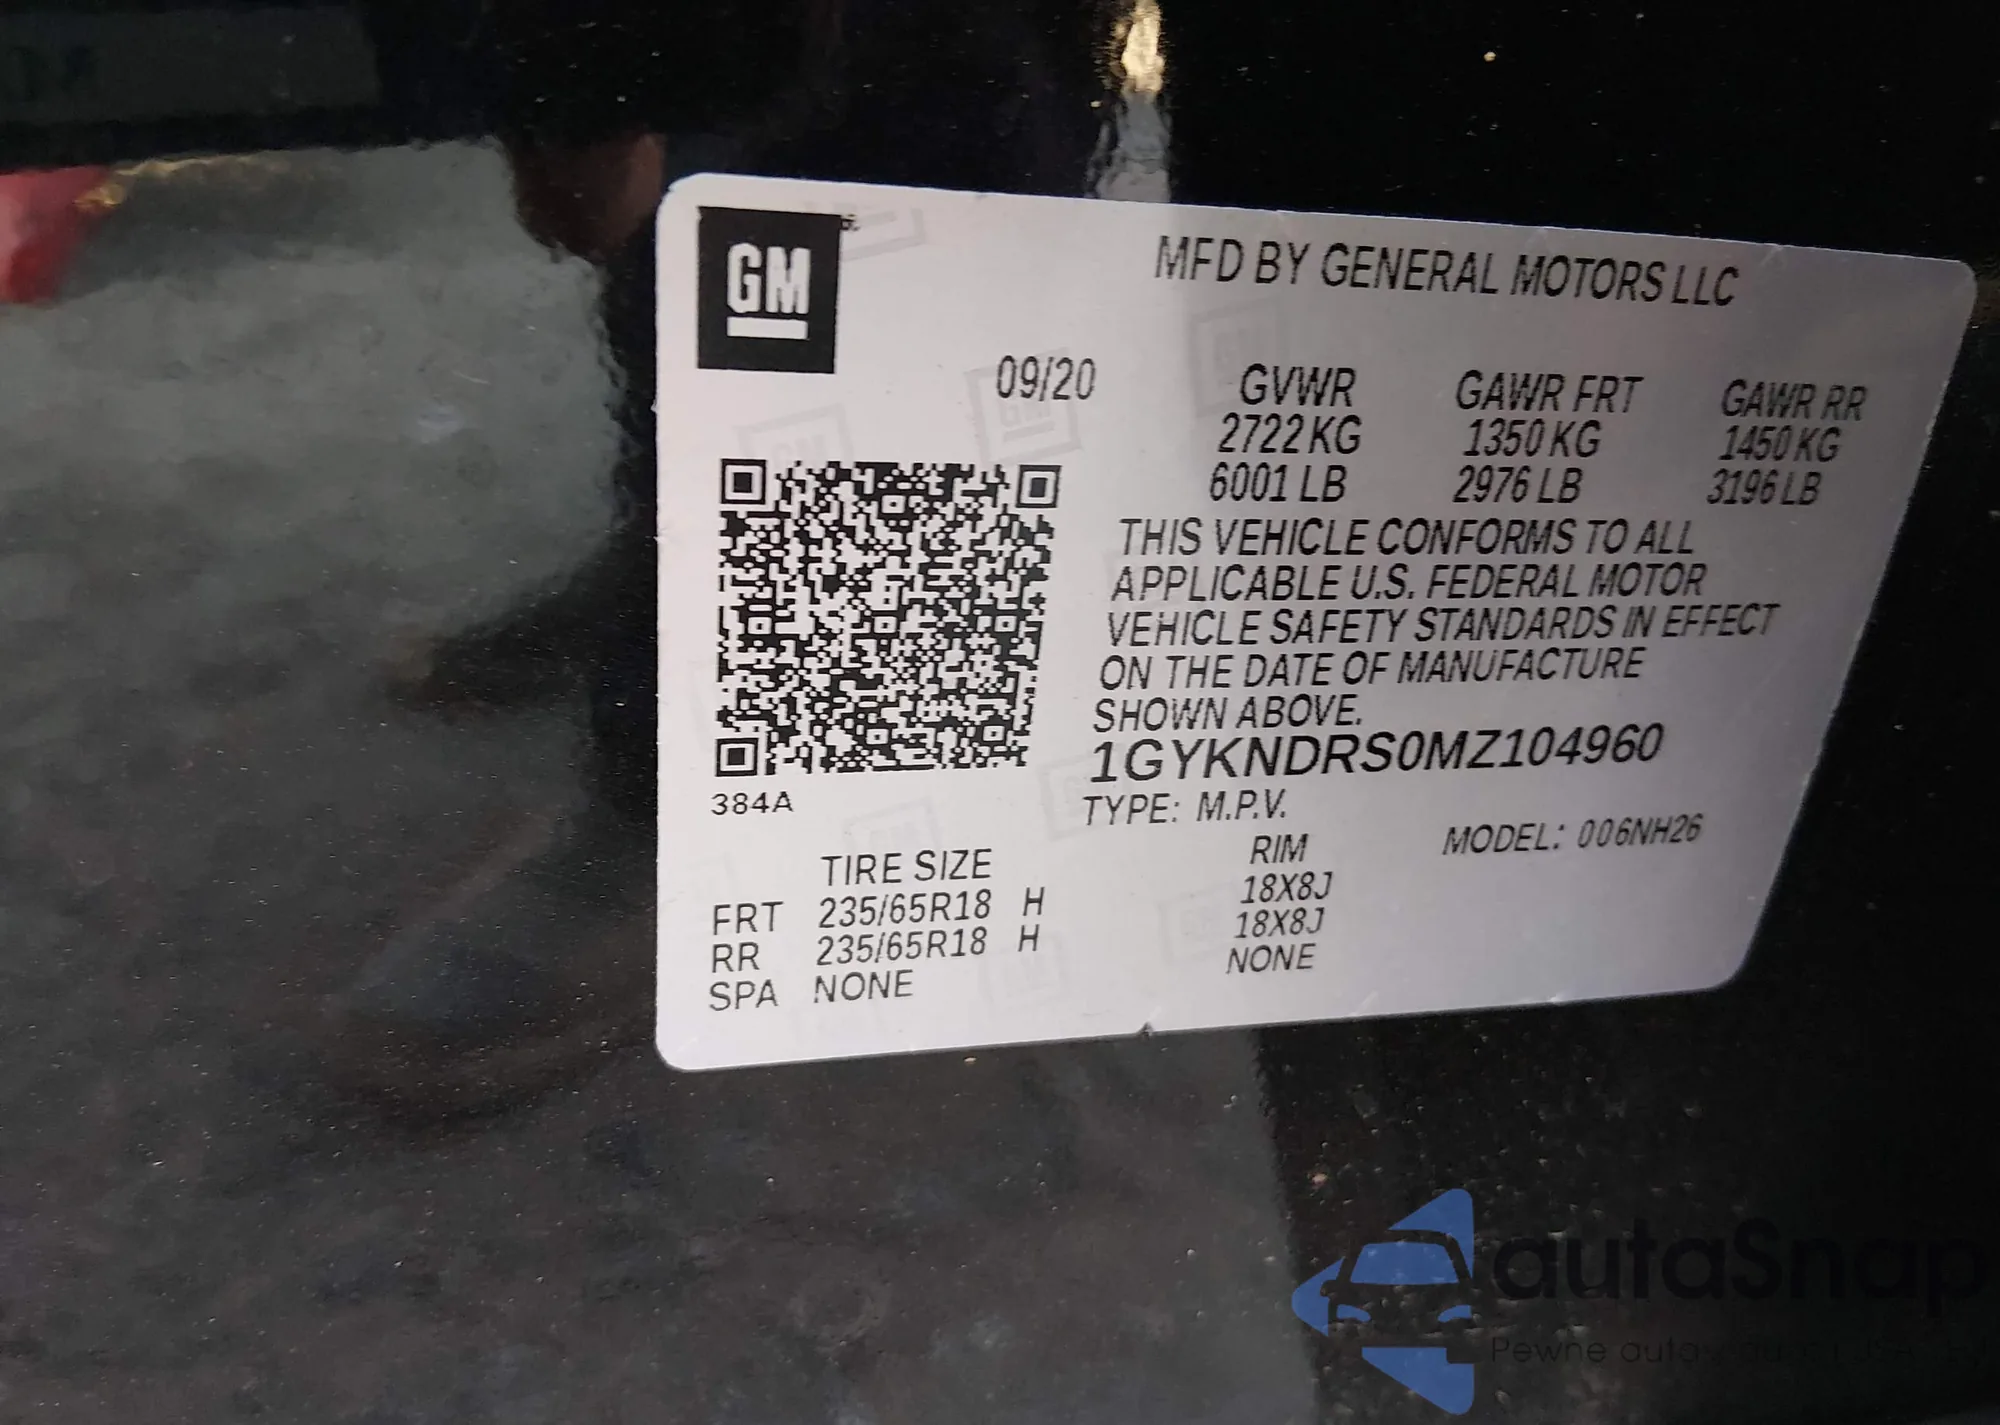 GM
MFD BY GENERAL MOTORS LLC
09/20 GVWR GAWR FRT GAWR RR
2722 KG 1350 KG 1450 KG
6001 LB 2976 LB 3196 LB
THIS VEHICLE CONFORMS TO ALL
APPLICABLE U.S. FEDERAL MOTOR
VEHICLE SAFETY STANDARDS IN EFFECT
ON THE DATE OF MANUFACTURE
SHOWN ABOVE.
1GYKNDRS0MZ104960
384A
TYPE: M.P.V. MODEL: 006NH26
TIRE SIZE RIM
FRT 235/65R18 H 18X8J
RR 235/65R18 H 18X8J
SPA NONE NONE
autaSnap
Pewne auta